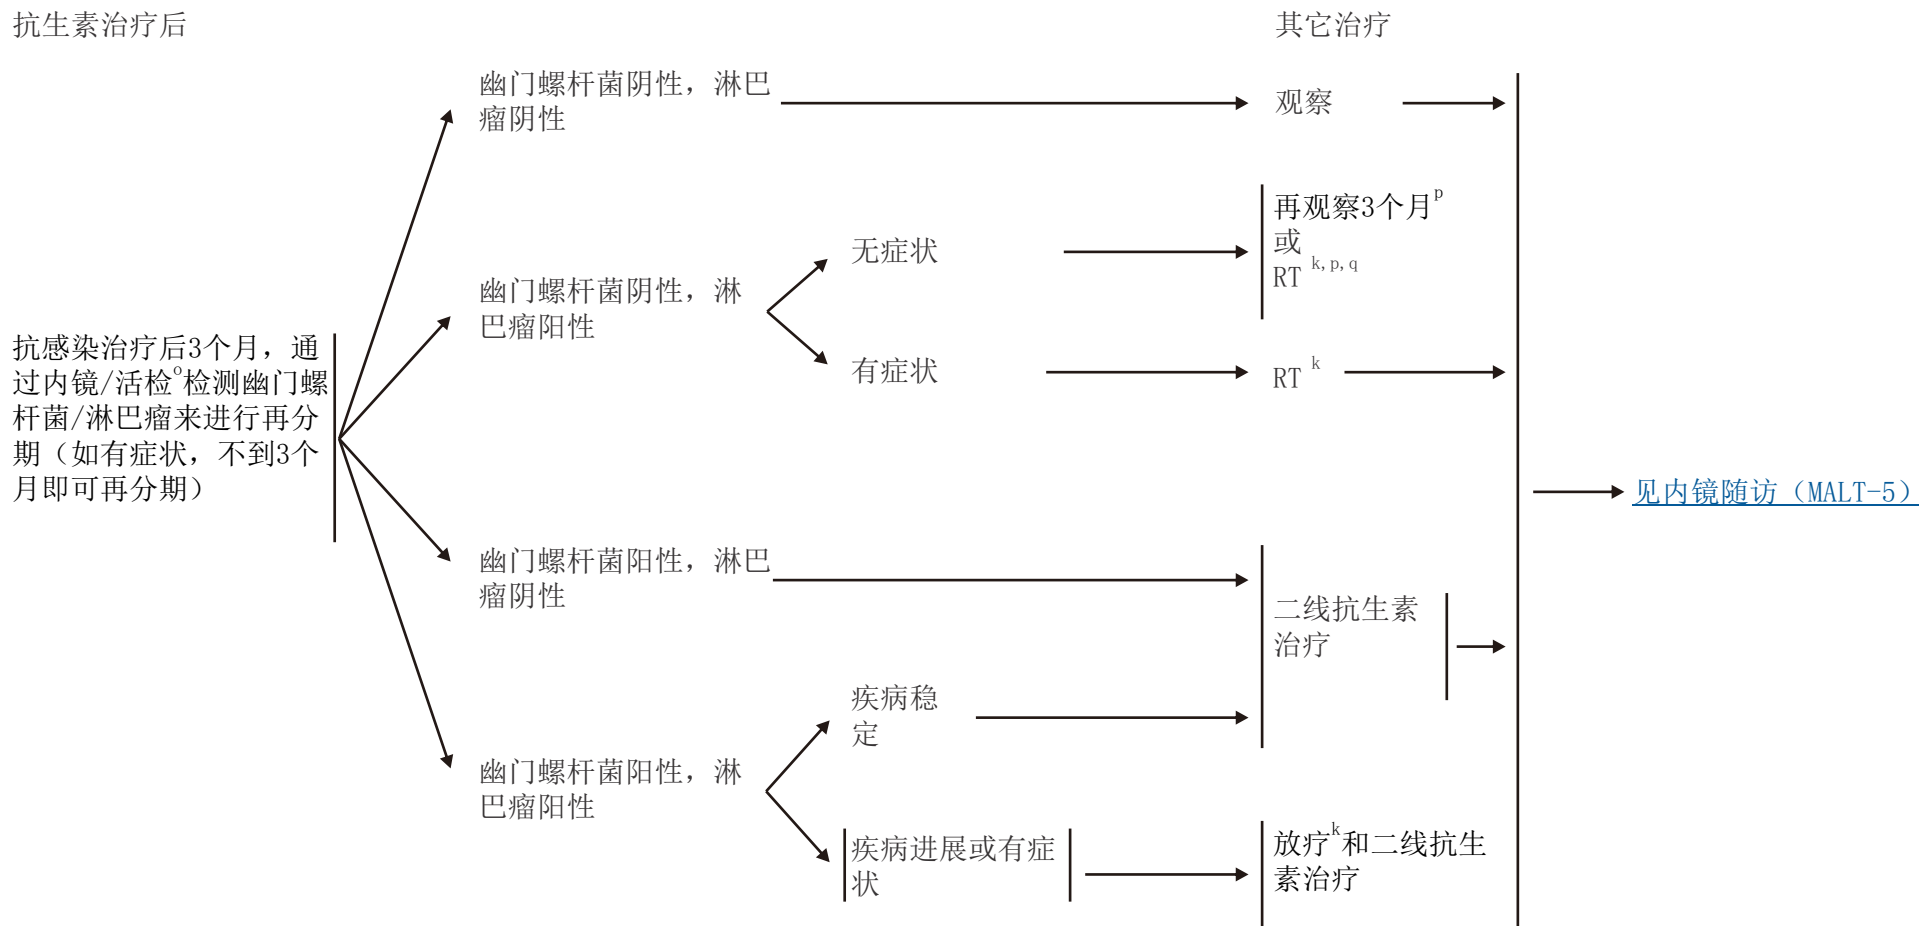 抗生素治疗后
其它治疗
幽门螺杆菌阴性，淋巴
瘤阴性
观察
再观察3个月p
或
RT k,p,q
无症状
幽门螺杆菌阴性，淋
巴瘤阳性
有症状
RT k
抗感染治疗后3个月，通
过内镜/活检o检测幽门螺
杆菌/淋巴瘤来进行再分
期（如有症状，不到3个
月即可再分期）
见内镜随访（MALT-5）
幽门螺杆菌阳性，淋巴
瘤阴性
二线抗生素
治疗
疾病稳
定
幽门螺杆菌阳性，淋
巴瘤阳性
疾病进展或有症
状
放疗k和二线抗生
素治疗